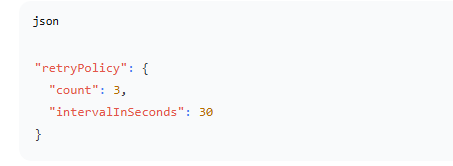 json
"retryPolicy": {
  "count": 3,
  "intervalInSeconds": 30
}